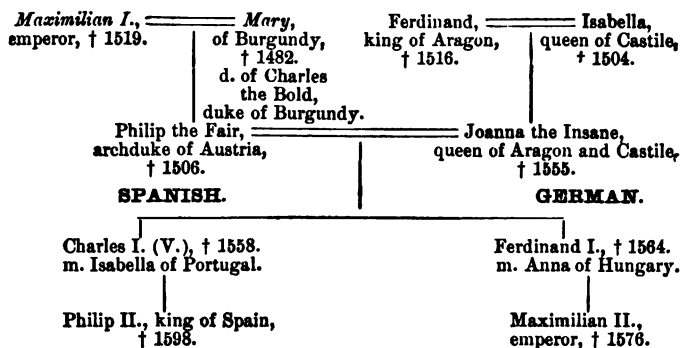 Maximilian I.,
emperor, † 1519.
Mary,
of Burgundy,
† 1482.
d. of Charles
the Bold,
duke of Burgundy.
Ferdinand,
king of Aragon,
† 1516.
Isabella,
queen of Castile,
† 1504.
Philip the Fair,
archduke of Austria,
† 1506.
Joanna the Insane,
queen of Aragon and Castile,
† 1555.
SPANISH.
GERMAN.
Charles I. (V.), † 1558.
m. Isabella of Portugal.
Ferdinand I., † 1564.
m. Anna of Hungary.
Philip II., king of Spain,
† 1598.
Maximilian II.,
emperor, † 1576.